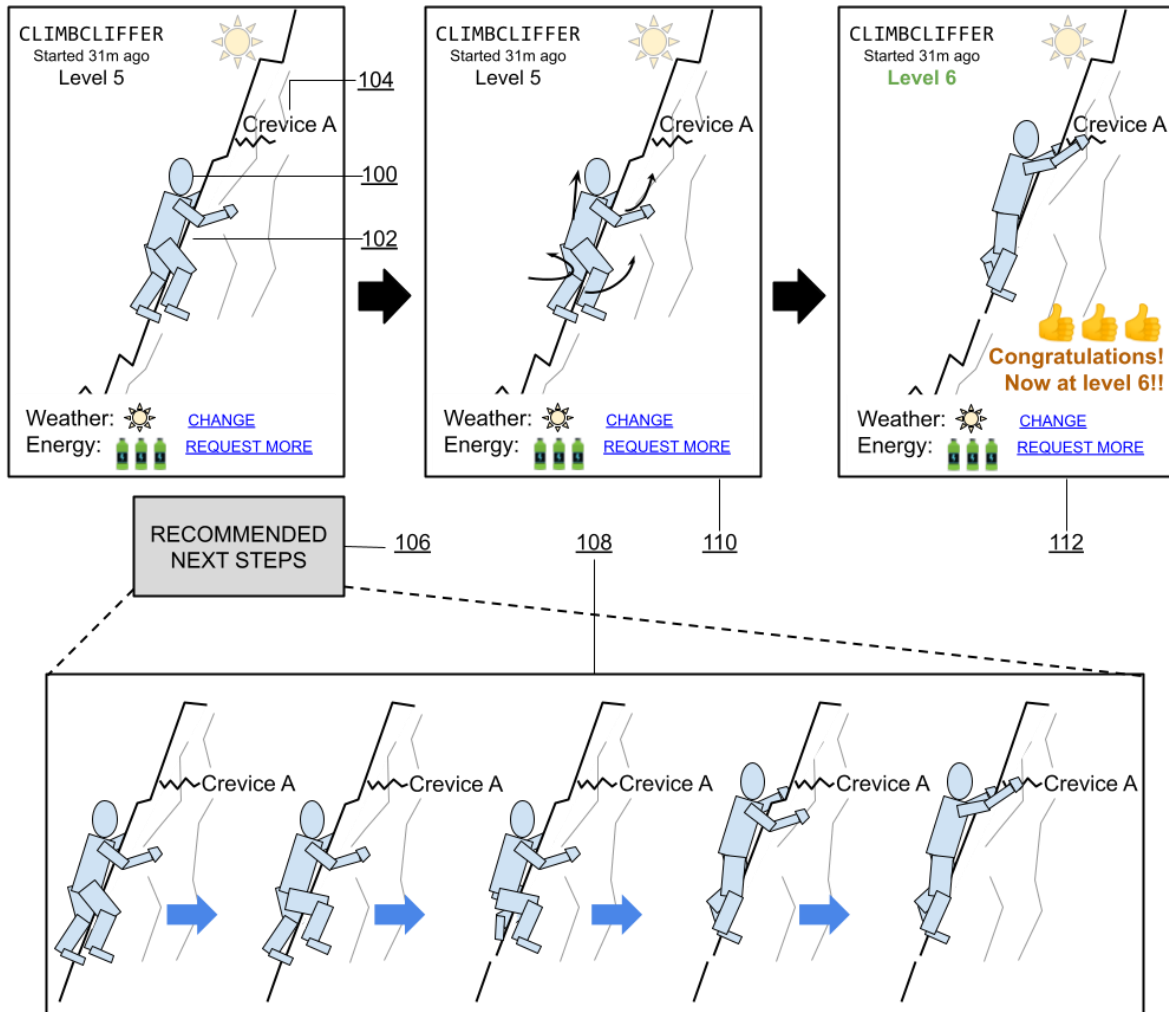 CLIMBCLIFFER
Started 31m ago
Level 5
Crevice A
104
100
102
Weather: CHANGE
Energy: REQUEST MORE
CLIMBCLIFFER
Started 31m ago
Level 5
Crevice A
Weather: CHANGE
Energy: REQUEST MORE
CLIMBCLIFFER
Started 31m ago
Level 6
Crevice A
Congratulations!
Now at level 6!!
Weather: CHANGE
Energy: REQUEST MORE
RECOMMENDED
NEXT STEPS
106
108
110
112
Crevice A
Crevice A
Crevice A
Crevice A
Crevice A